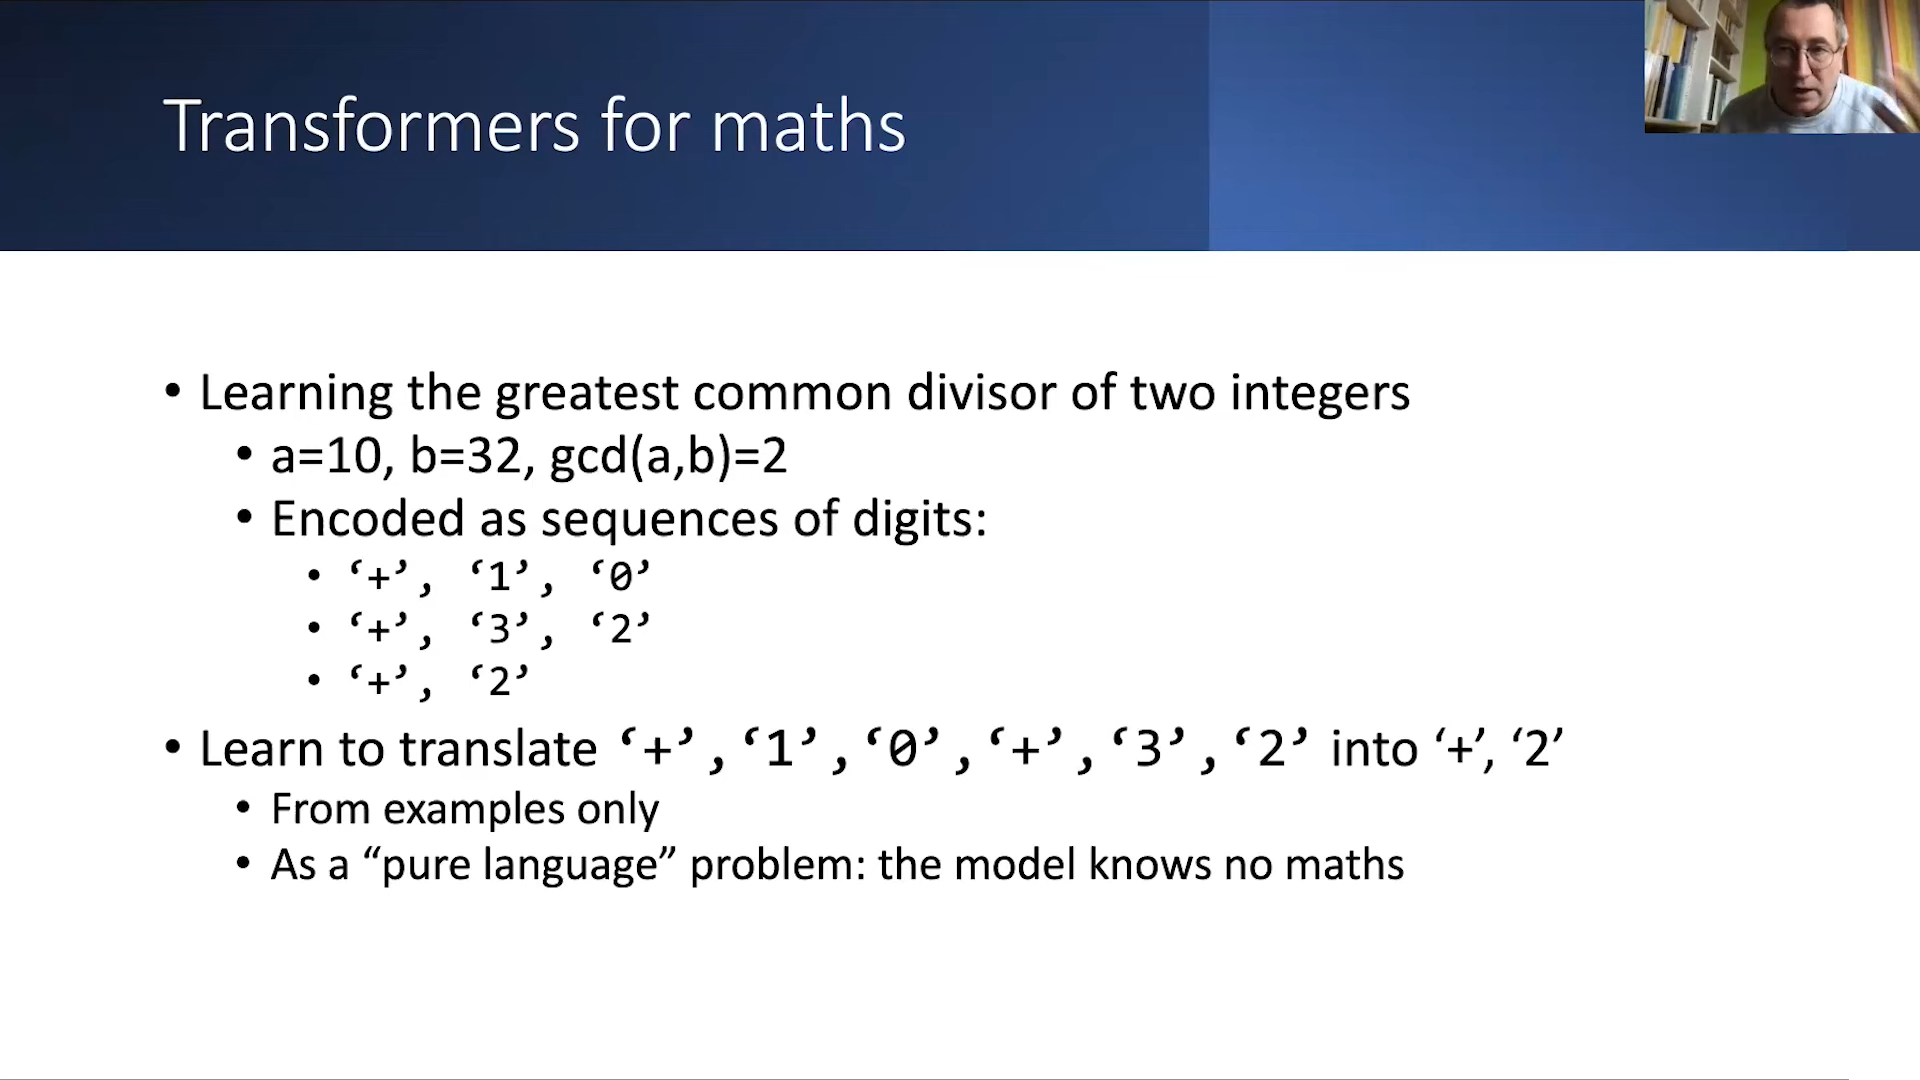 Transformers for maths
• Learning the greatest common divisor of two integers
• a=10, b=32, gcd(a,b)=2
• Encoded as sequences of digits:
• ‘+’, ‘1’, ‘0’
• ‘+’, ‘3’, ‘2’
• ‘+’, ‘2’
• Learn to translate ‘+’,‘1’,‘0’,‘+’,‘3’,‘2’ into ‘+’, ‘2’
• From examples only
• As a “pure language” problem: the model knows no maths